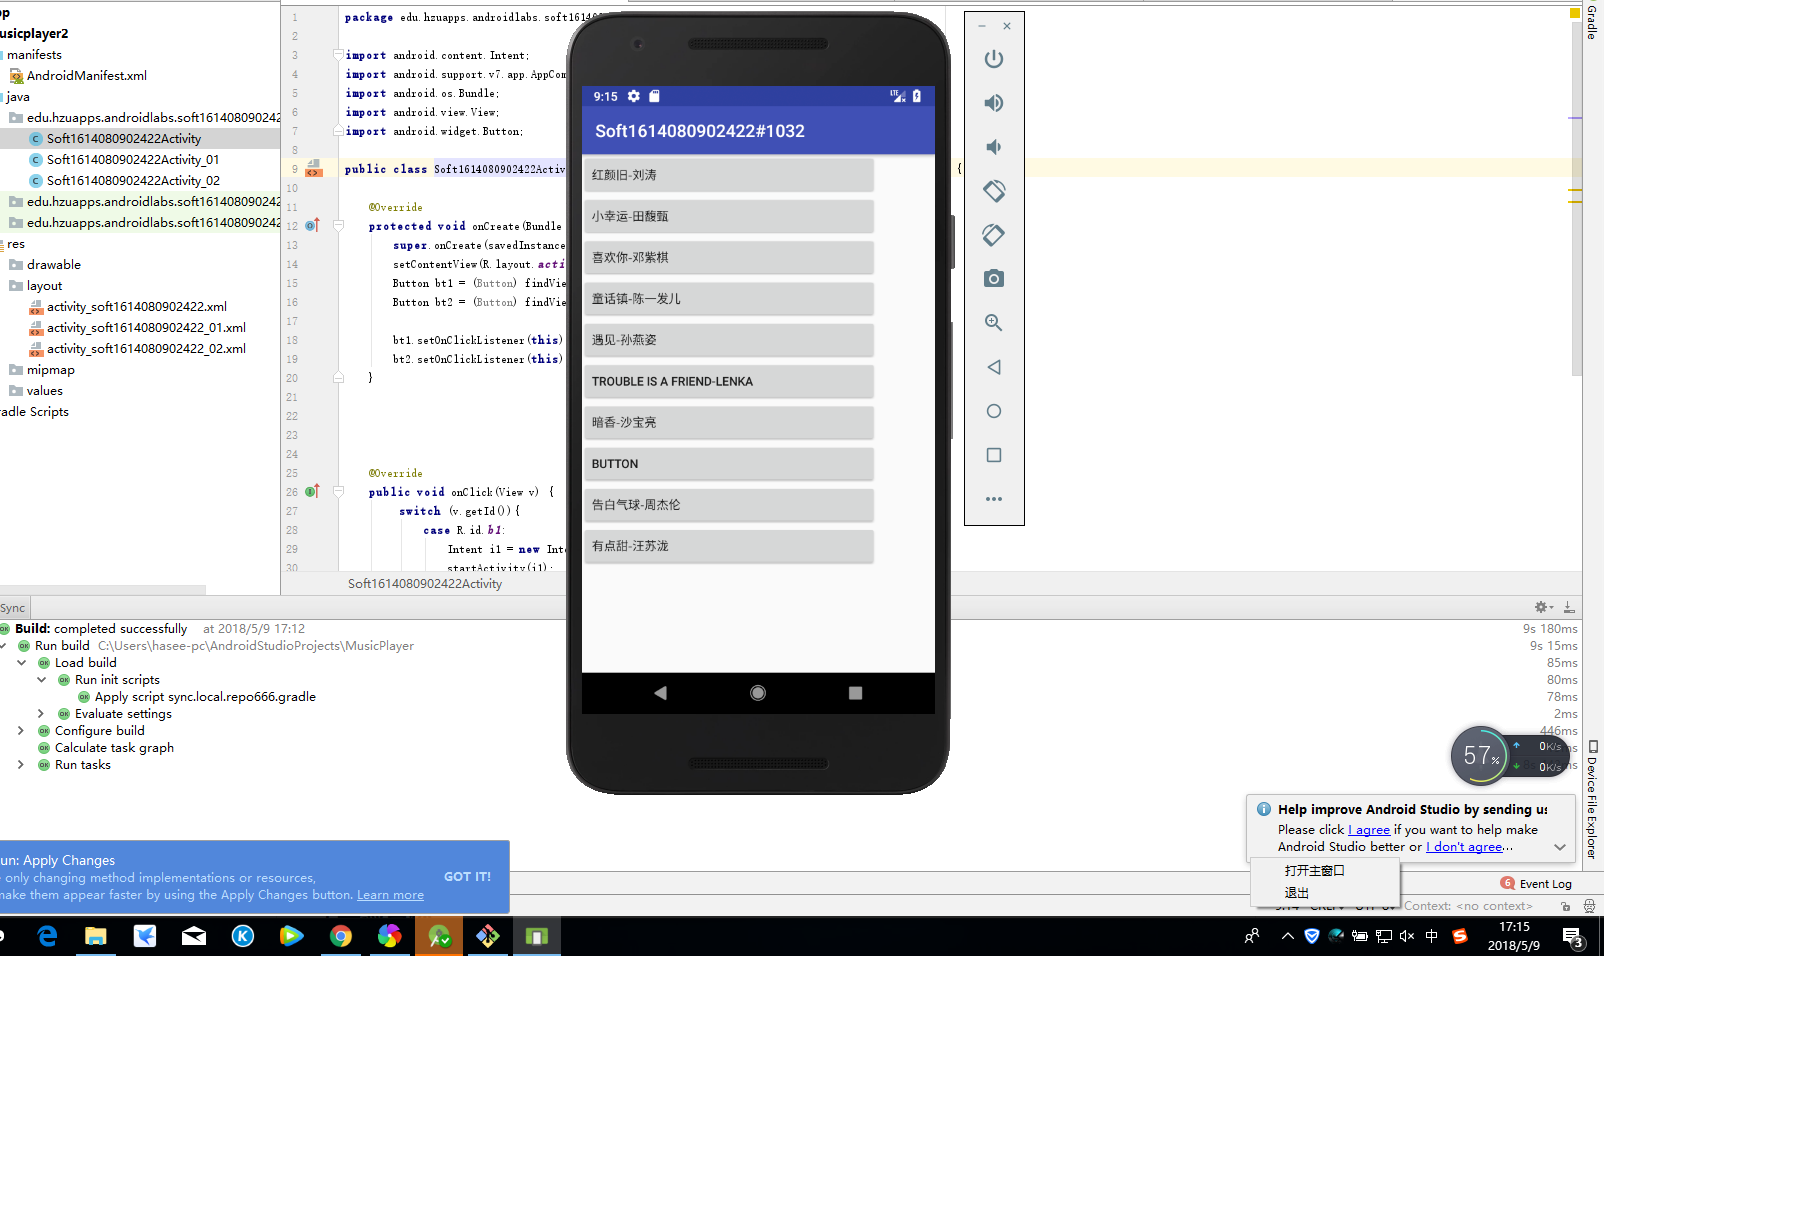 pp
usicplayer2
manifests
AndroidManifest.xml
java
edu.hzuapps.androidlabs.soft161408090242
Soft1614080902422Activity
Soft1614080902422Activity_01
Soft1614080902422Activity_02
edu.hzuapps.androidlabs.soft161408090242
edu.hzuapps.androidlabs.soft161408090242
res
drawable
layout
activity_soft1614080902422.xml
activity_soft1614080902422_01.xml
activity_soft1614080902422_02.xml
mipmap
values
radle Scripts
1 package edu.hzuapps.androidlabs.soft1614080
2
3 import android.content.Intent;
4 import android.support.v7.app.AppCom
5 import android.os.Bundle;
6 import android.view.View;
7 import android.widget.Button;
8
9 public class Soft1614080902422Activ {
10
11 @Override
12 protected void onCreate(Bundle
13 super.onCreate(savedInstance
14 setContentView(R.layout.acti
15 Button bt1 = (Button) findVie
16 Button bt2 = (Button) findVie
17
18 bt1.setOnClickListener(this)
19 bt2.setOnClickListener(this)
20 }
21
22
23
24
25 @Override
26 public void onClick(View v) {
27 switch (v.getId()){
28 case R.id.b1:
29 Intent i1 = new Inte
30 startActivity(i1);
Soft1614080902422Activity
9:15
LTE
Soft1614080902422#1032
红颜旧-刘涛
小幸运-田馥甄
喜欢你-邓紫棋
童话镇-陈一发儿
遇见-孙燕姿
TROUBLE IS A FRIEND-LENKA
暗香-沙宝亮
BUTTON
告白气球-周杰伦
有点甜-汪苏泷
Gradle
Device File Explorer
Sync
Build: completed successfully at 2018/5/9 17:12 9s 180ms
Run build C:\Users\hasee-pc\AndroidStudioProjects\MusicPlayer 9s 15ms
Load build 85ms
Run init scripts 80ms
Apply script sync.local.repo666.gradle 78ms
Evaluate settings 2ms
Configure build 446ms
Calculate task graph
Run tasks
57%
0K/s
0K/s
Help improve Android Studio by sending us
Please click I agree if you want to help make
Android Studio better or I don't agree...
打开主窗口
退出
un: Apply Changes
only changing method implementations or resources,
make them appear faster by using the Apply Changes button. Learn more
GOT IT!
6 Event Log
Context: <no context>
中
17:15
2018/5/9
3